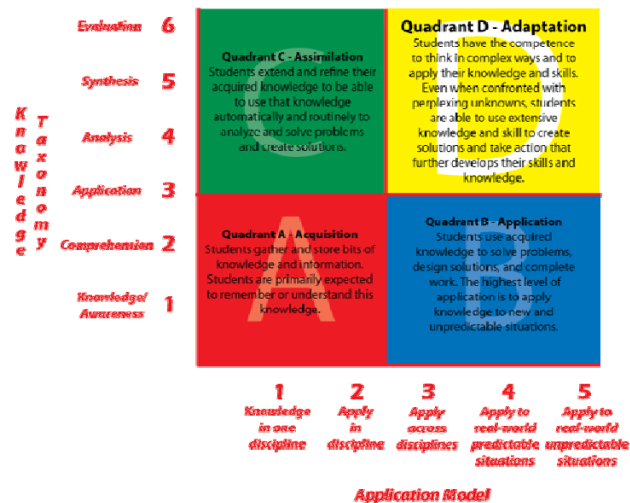 Evaluation 6
Synthesis 5
Analysis 4
Application 3
Comprehension 2
Knowledge/
Awareness 1
Knowledge
Taxonomy
C
Quadrant C - Assimilation
Students extend and refine their
acquired knowledge to be able
to use that knowledge
automatically and routinely to
analyze and solve problems
and create solutions.
D
Quadrant D - Adaptation
Students have the competence
to think in complex ways and to
apply their knowledge and skills.
Even when confronted with
perplexing unknowns, students
are able to use extensive
knowledge and skill to create
solutions and take action that
further develops their skills and
knowledge.
A
Quadrant A - Acquisition
Students gather and store bits of
knowledge and information.
Students are primarily expected
to remember or understand this
knowledge.
B
Quadrant B - Application
Students use acquired
knowledge to solve problems,
design solutions, and complete
work. The highest level of
application is to apply
knowledge to new and
unpredictable situations.
1
Knowledge
in one
discipline
2
Apply
in
discipline
3
Apply
across
disciplines
4
Apply to
real-world
predictable
situations
5
Apply to
real-world
unpredictable
situations
Application Model